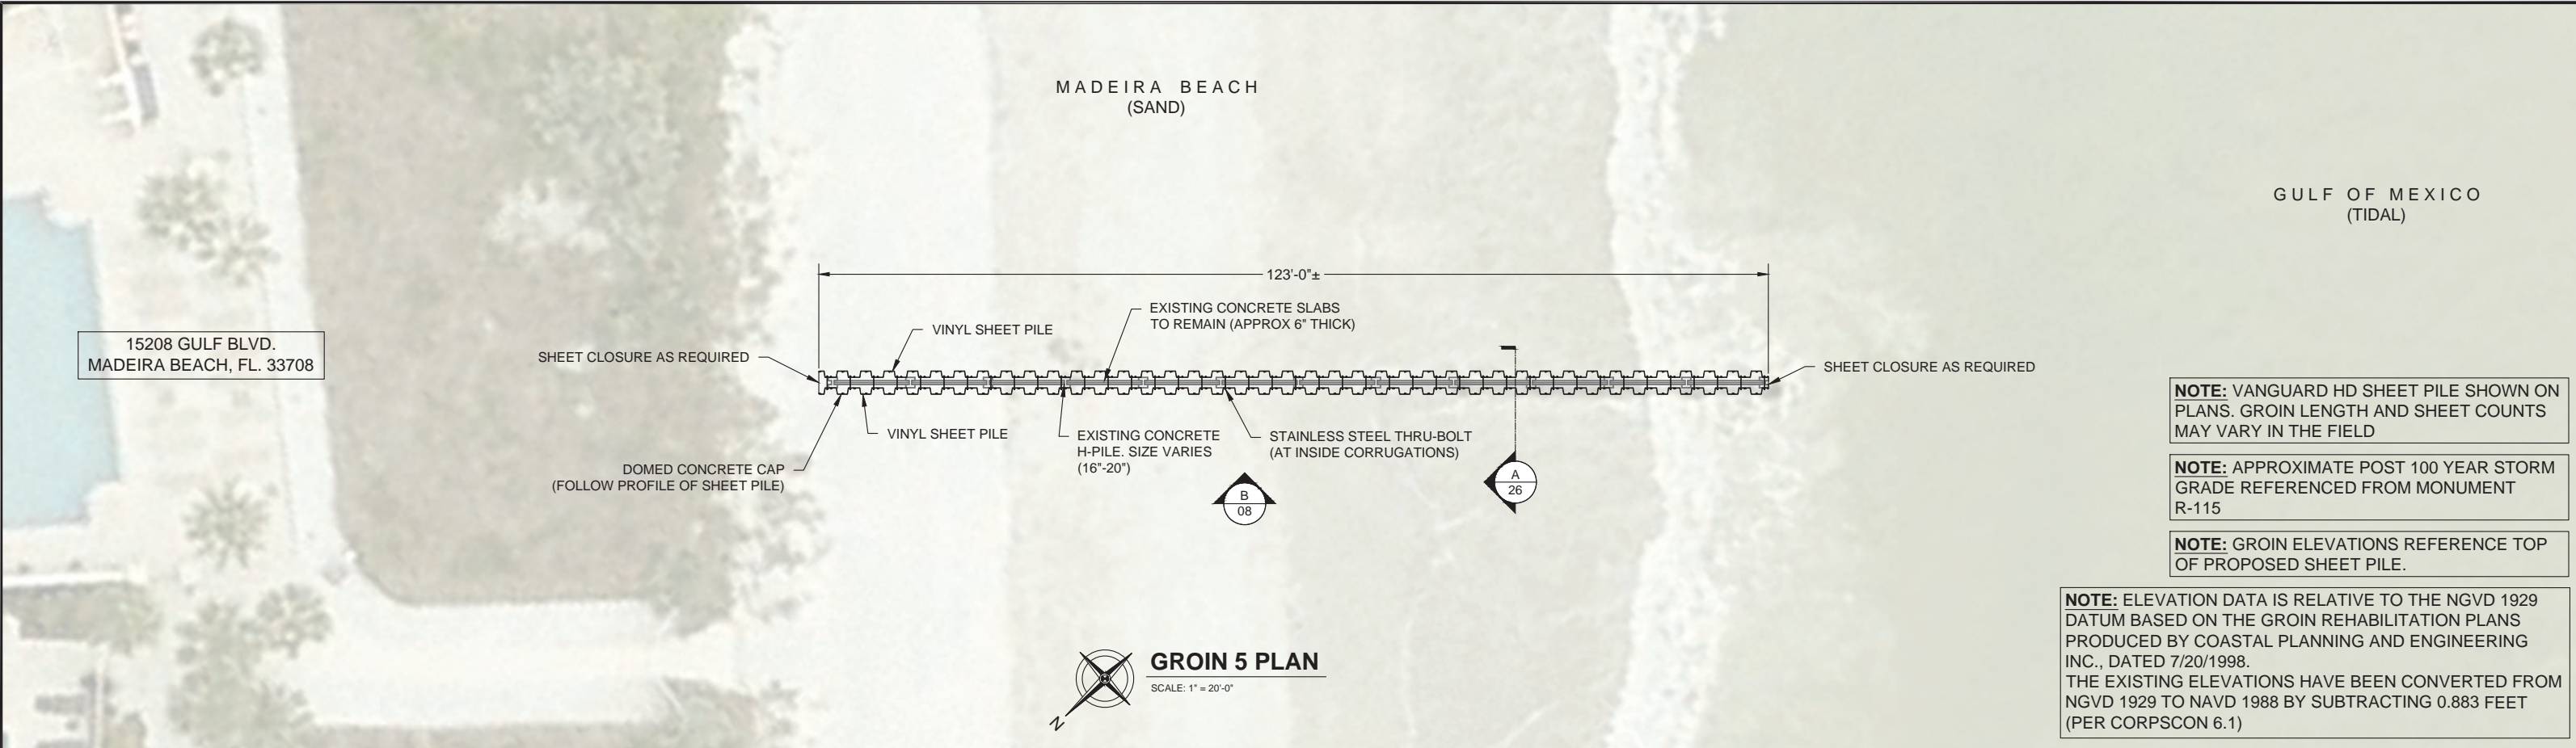 MADEIRA BEACH
(SAND)
GULF OF MEXICO
(TIDAL)
123'-0"±
EXISTING CONCRETE SLABS
TO REMAIN (APPROX 6" THICK)
VINYL SHEET PILE
SHEET CLOSURE AS REQUIRED
15208 GULF BLVD.
MADEIRA BEACH, FL. 33708
SHEET CLOSURE AS REQUIRED
VINYL SHEET PILE
EXISTING CONCRETE
H-PILE. SIZE VARIES
(16"-20")
STAINLESS STEEL THRU-BOLT
(AT INSIDE CORRUGATIONS)
DOMED CONCRETE CAP
(FOLLOW PROFILE OF SHEET PILE)
A
26
B
08
NOTE: VANGUARD HD SHEET PILE SHOWN ON
PLANS. GROIN LENGTH AND SHEET COUNTS
MAY VARY IN THE FIELD
NOTE: APPROXIMATE POST 100 YEAR STORM
GRADE REFERENCED FROM MONUMENT
R-115
NOTE: GROIN ELEVATIONS REFERENCE TOP
OF PROPOSED SHEET PILE.
NOTE: ELEVATION DATA IS RELATIVE TO THE NGVD 1929
DATUM BASED ON THE GROIN REHABILITATION PLANS
PRODUCED BY COASTAL PLANNING AND ENGINEERING
INC., DATED 7/20/1998.
THE EXISTING ELEVATIONS HAVE BEEN CONVERTED FROM
NGVD 1929 TO NAVD 1988 BY SUBTRACTING 0.883 FEET
(PER CORPSCON 6.1)
GROIN 5 PLAN
SCALE: 1" = 20'-0"
N